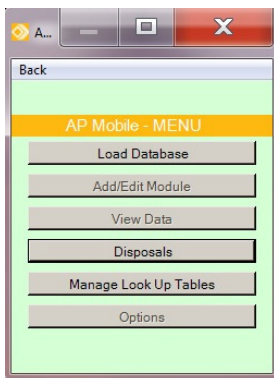 A...
Back
AP Mobile - MENU
Load Database
Add/Edit Module
View Data
Disposals
Manage Look Up Tables
Options